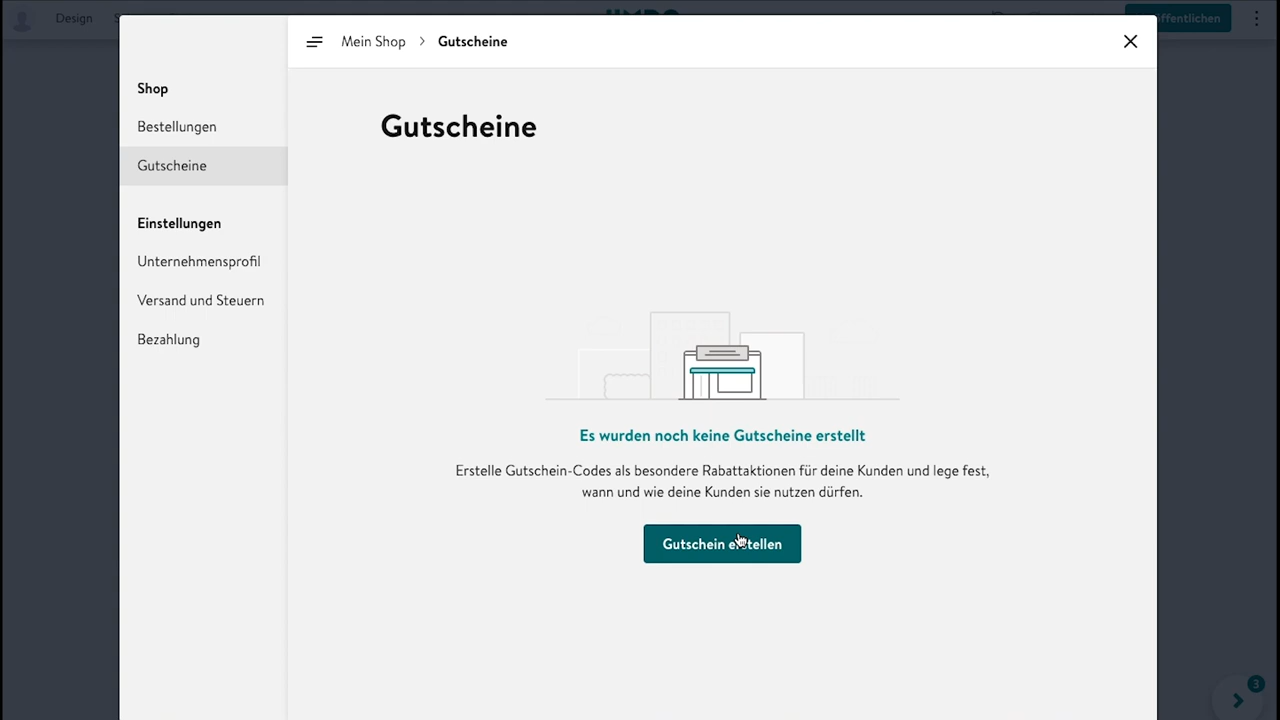 Design
Mein Shop > Gutscheine
Shop
Bestellungen
Gutscheine
Einstellungen
Unternehmensprofil
Versand und Steuern
Bezahlung
Gutscheine
Es wurden noch keine Gutscheine erstellt
Erstelle Gutschein-Codes als besondere Rabattaktionen für deine Kunden und lege fest,
wann und wie deine Kunden sie nutzen dürfen.
Gutschein erstellen
3